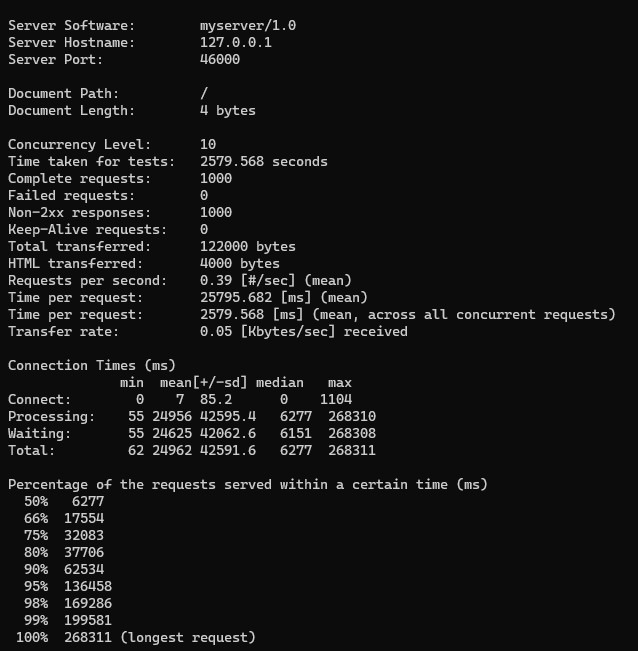 Server Software:        myserver/1.0
Server Hostname:        127.0.0.1
Server Port:            46000
Document Path:          /
Document Length:        4 bytes
Concurrency Level:      10
Time taken for tests:   2579.568 seconds
Complete requests:      1000
Failed requests:        0
Non-2xx responses:      1000
Keep-Alive requests:    0
Total transferred:      122000 bytes
HTML transferred:       4000 bytes
Requests per second:    0.39 [#/sec] (mean)
Time per request:       25795.682 [ms] (mean)
Time per request:       2579.568 [ms] (mean, across all concurrent requests)
Transfer rate:          0.05 [Kbytes/sec] received
Connection Times (ms)
              min  mean[+/-sd] median   max
Connect:        0    7  85.2      0    1104
Processing:    55 24956 42595.4   6277  268310
Waiting:       55 24625 42062.6   6151  268308
Total:         62 24962 42591.6   6277  268311
Percentage of the requests served within a certain time (ms)
  50%   6277
  66%  17554
  75%  32083
  80%  37706
  90%  62534
  95%  136458
  98%  169286
  99%  199581
 100%  268311 (longest request)